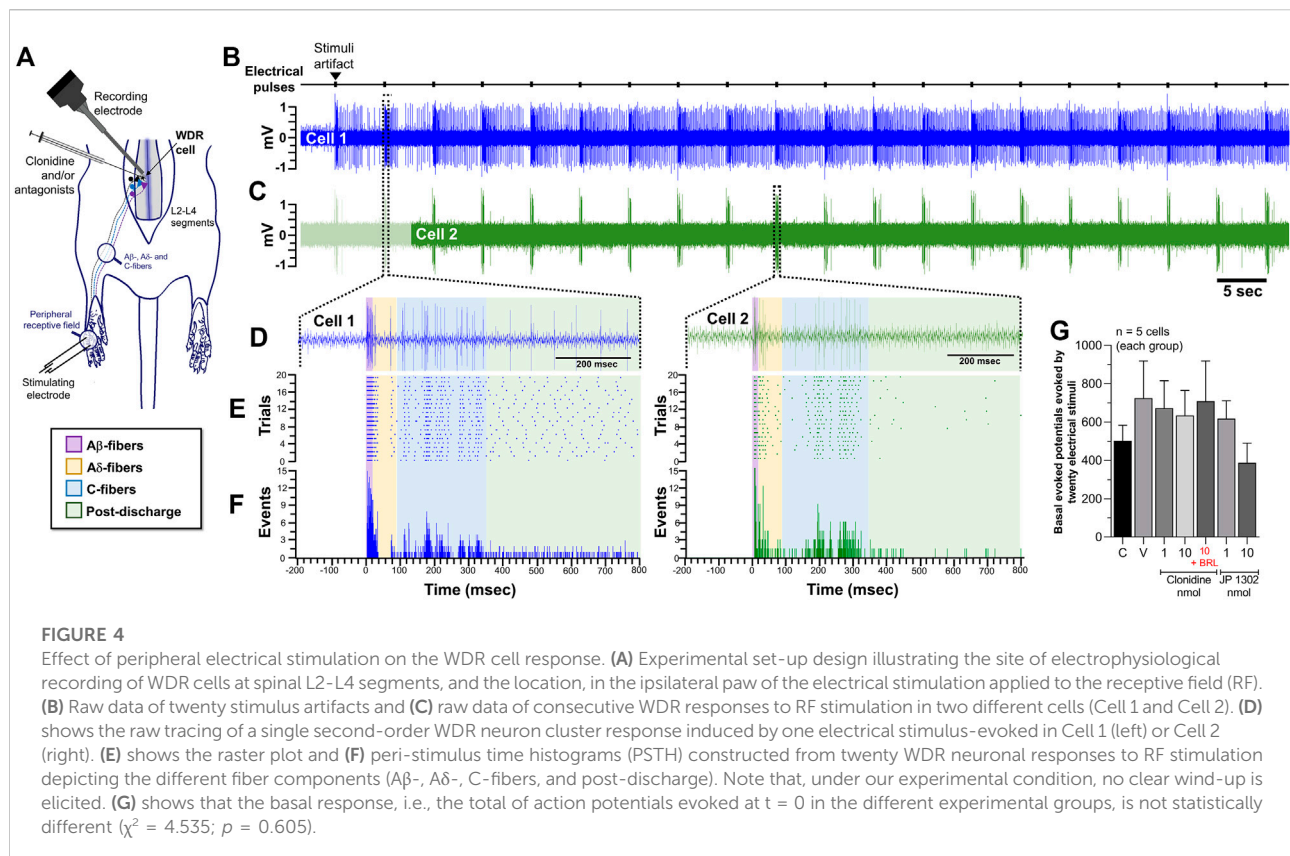 A
Recording
electrode
WDR
cell
Clonidine
and/or
antagonists
L2-L4
segments
Aβ-, Aδ- and
C-fibers
Peripheral
receptive field
Stimulating
electrode
Aβ-fibers
Aδ-fibers
C-fibers
Post-discharge
B
Stimuli
artifact
Electrical
pulses
mV
1
0
-1
Cell 1
C
mV
1
0
-1
Cell 2
5 sec
D
Cell 1
200 msec
Cell 2
200 msec
E
Trials
20
16
12
8
4
0
Trials
20
16
12
8
4
0
F
Events
15
12
9
6
3
0
-200 -100 0 100 200 300 400 500 600 700 800
Time (msec)
Events
15
12
9
6
3
0
-200 -100 0 100 200 300 400 500 600 700 800
Time (msec)
G
n = 5 cells
(each group)
Basal evoked potentials evoked by
twenty electrical stimuli
1000
800
600
400
200
0
C V 1 10 10 1 10
+ BRL
Clonidine JP 1302
nmol nmol
FIGURE 4
Effect of peripheral electrical stimulation on the WDR cell response. (A) Experimental set-up design illustrating the site of electrophysiological
recording of WDR cells at spinal L2-L4 segments, and the location, in the ipsilateral paw of the electrical stimulation applied to the receptive field (RF).
(B) Raw data of twenty stimulus artifacts and (C) raw data of consecutive WDR responses to RF stimulation in two different cells (Cell 1 and Cell 2). (D)
shows the raw tracing of a single second-order WDR neuron cluster response induced by one electrical stimulus-evoked in Cell 1 (left) or Cell 2
(right). (E) shows the raster plot and (F) peri-stimulus time histograms (PSTH) constructed from twenty WDR neuronal responses to RF stimulation
depicting the different fiber components (Aβ-, Aδ-, C-fibers, and post-discharge). Note that, under our experimental condition, no clear wind-up is
elicited. (G) shows that the basal response, i.e., the total of action potentials evoked at t = 0 in the different experimental groups, is not statistically
different (χ² = 4.535; p = 0.605).